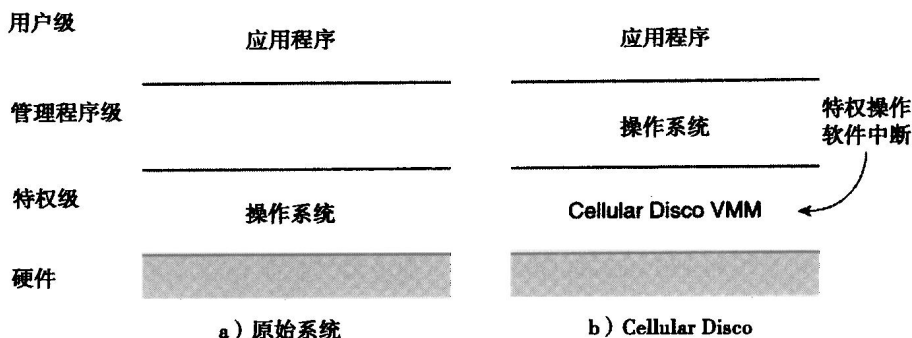 用户级
应用程序
应用程序
管理程序级
操作系统
特权操作
软件中断
特权级
操作系统
Cellular Disco VMM
硬件
a）原始系统
b）Cellular Disco